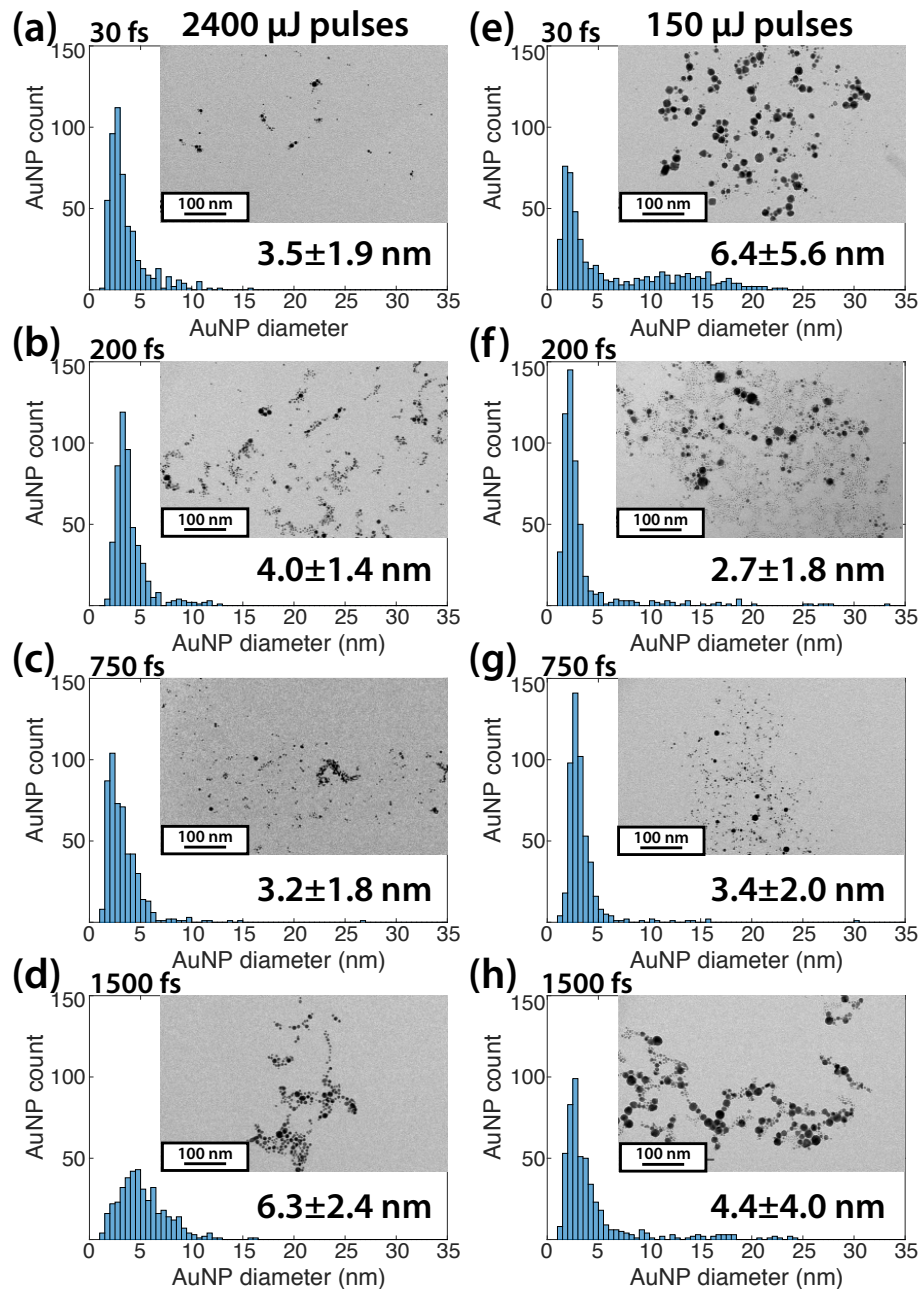 2400 µJ pulses
(a) 30 fs
150
100
50
AuNP count
100 nm
3.5±1.9 nm
0 5 10 15 20 25 30 35
AuNP diameter
(b) 200 fs
150
100
50
AuNP count
100 nm
4.0±1.4 nm
0 5 10 15 20 25 30 35
AuNP diameter (nm)
(c) 750 fs
150
100
50
AuNP count
100 nm
3.2±1.8 nm
0 5 10 15 20 25 30 35
AuNP diameter (nm)
(d) 1500 fs
150
100
50
AuNP count
100 nm
6.3±2.4 nm
0 5 10 15 20 25 30 35
AuNP diameter (nm)
150 µJ pulses
(e) 30 fs
150
100
50
AuNP count
100 nm
6.4±5.6 nm
0 5 10 15 20 25 30 35
AuNP diameter (nm)
(f) 200 fs
150
100
50
AuNP count
100 nm
2.7±1.8 nm
0 5 10 15 20 25 30 35
AuNP diameter (nm)
(g) 750 fs
150
100
50
AuNP count
100 nm
3.4±2.0 nm
0 5 10 15 20 25 30 35
AuNP diameter (nm)
(h) 1500 fs
150
100
50
AuNP count
100 nm
4.4±4.0 nm
0 5 10 15 20 25 30 35
AuNP diameter (nm)